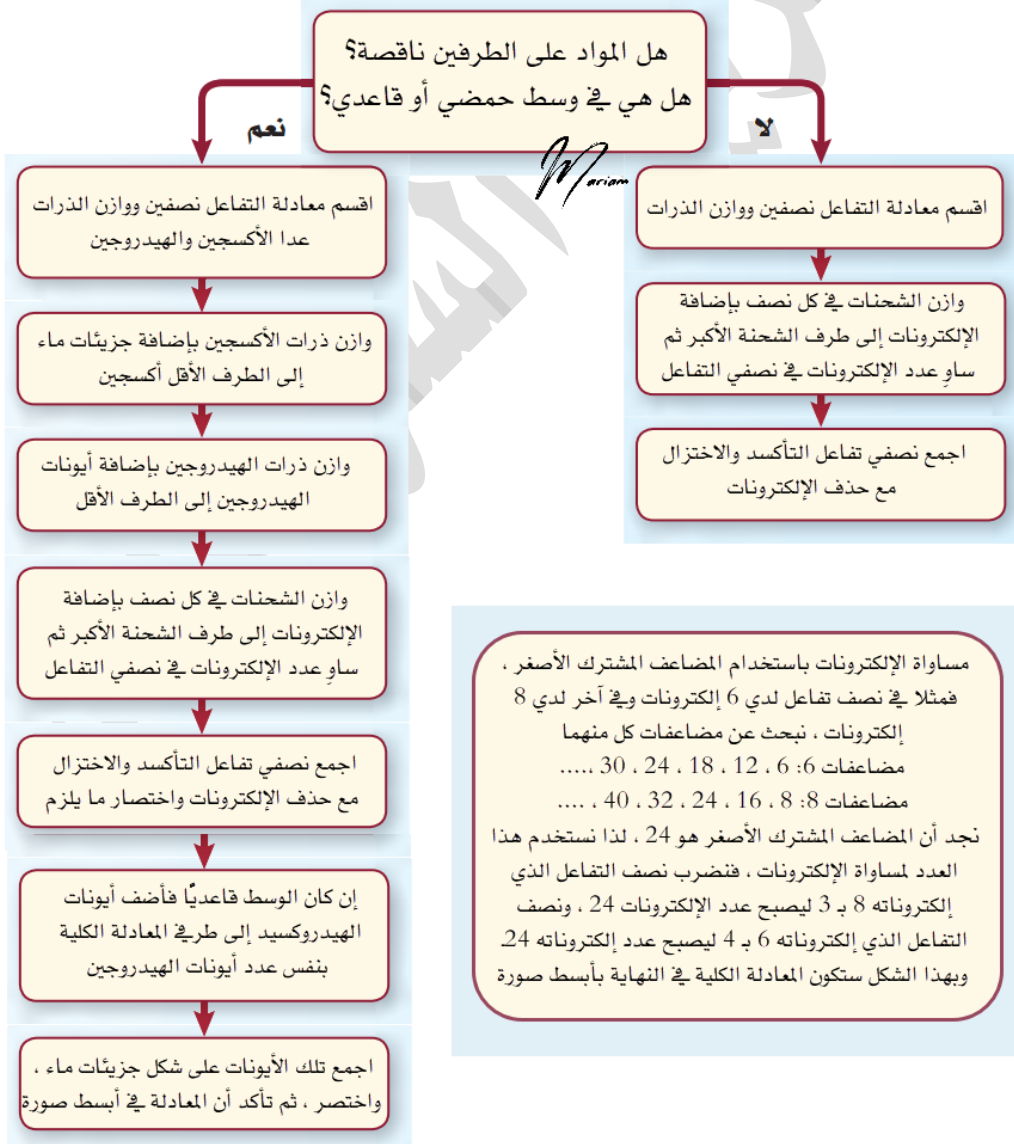 هل المواد على الطرفين ناقصة؟
هل هي في وسط حمضي أو قاعدي؟
نعم
لا
Mariam
اقسم معادلة التفاعل نصفين ووازن الذرات
عدا الأكسجين والهيدروجين
وازن ذرات الأكسجين بإضافة جزيئات ماء
إلى الطرف الأقل أكسجين
وازن ذرات الهيدروجين بإضافة أيونات
الهيدروجين إلى الطرف الأقل
وازن الشحنات في كل نصف بإضافة
الإلكترونات إلى طرف الشحنة الأكبر ثم
ساوِ عدد الإلكترونات في نصفي التفاعل
اجمع نصفي تفاعل التأكسد والاختزال
مع حذف الإلكترونات واختصار ما يلزم
إن كان الوسط قاعديًّا فأضف أيونات
الهيدروكسيد إلى طرفي المعادلة الكلية
بنفس عدد أيونات الهيدروجين
اجمع تلك الأيونات على شكل جزيئات ماء ،
واختصر ، ثم تأكد أن المعادلة في أبسط صورة
اقسم معادلة التفاعل نصفين ووازن الذرات
وازن الشحنات في كل نصف بإضافة
الإلكترونات إلى طرف الشحنة الأكبر ثم
ساوِ عدد الإلكترونات في نصفي التفاعل
اجمع نصفي تفاعل التأكسد والاختزال
مع حذف الإلكترونات
مساواة الإلكترونات باستخدام المضاعف المشترك الأصغر ،
فمثلا في نصف تفاعل لدي 6 إلكترونات وفي آخر لدي 8
إلكترونات ، نبحث عن مضاعفات كل منهما
مضاعفات 6: 6 ، 12 ، 18 ، 24 ، 30 ،....
مضاعفات 8: 8 ، 16 ، 24 ، 32 ، 40 ، ....
نجد أن المضاعف المشترك الأصغر هو 24 ، لذا نستخدم هذا
العدد لمساواة الإلكترونات ، فنضرب نصف التفاعل الذي
إلكتروناته 8 بـ 3 ليصبح عدد الإلكترونات 24 ، ونصف
التفاعل الذي إلكتروناته 6 بـ 4 ليصبح عدد إلكتروناته 24.
وبهذا الشكل ستكون المعادلة الكلية في النهاية بأبسط صورة